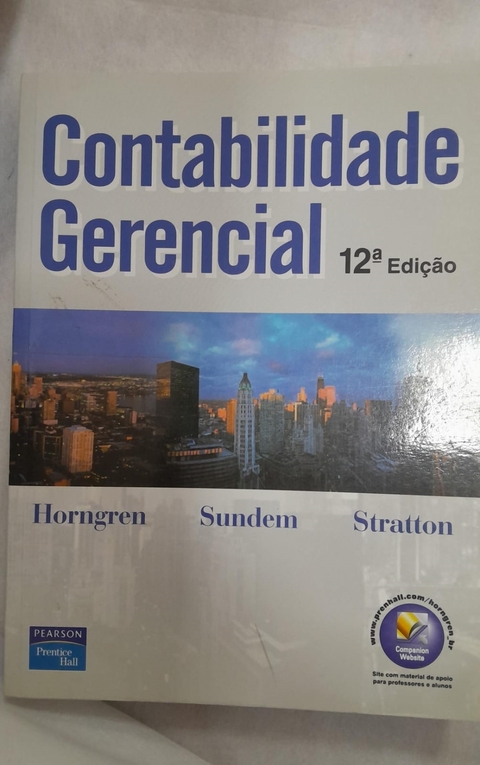 Contabilidade
Gerencial 12ª Edição
Horngren Sundem Stratton
PEARSON
Prentice
Hall
www.prenhall.com/horngren_br
Companion
Website
Site com material de apoio
para professores e alunos